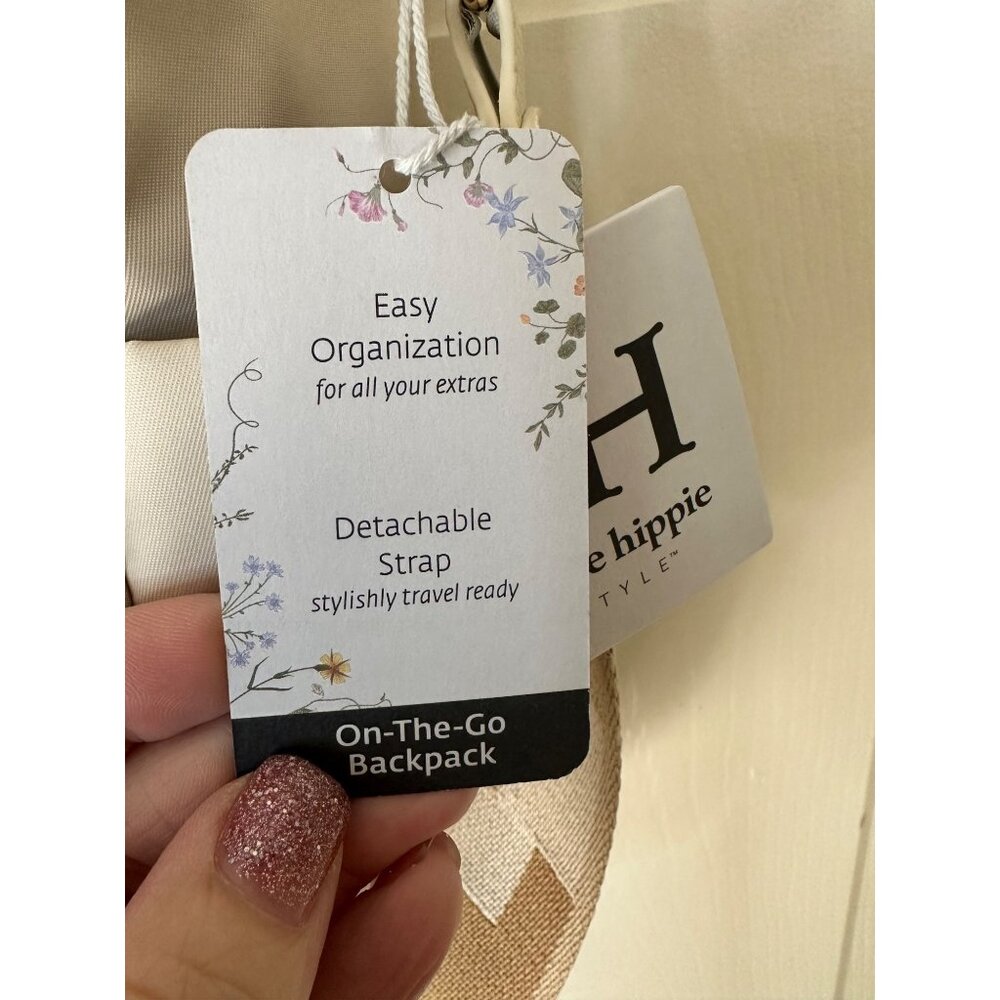 Easy
Organization
for all your extras
Detachable
Strap
stylishly travel ready
On-The-Go
Backpack
H
e hippie
TYLE™